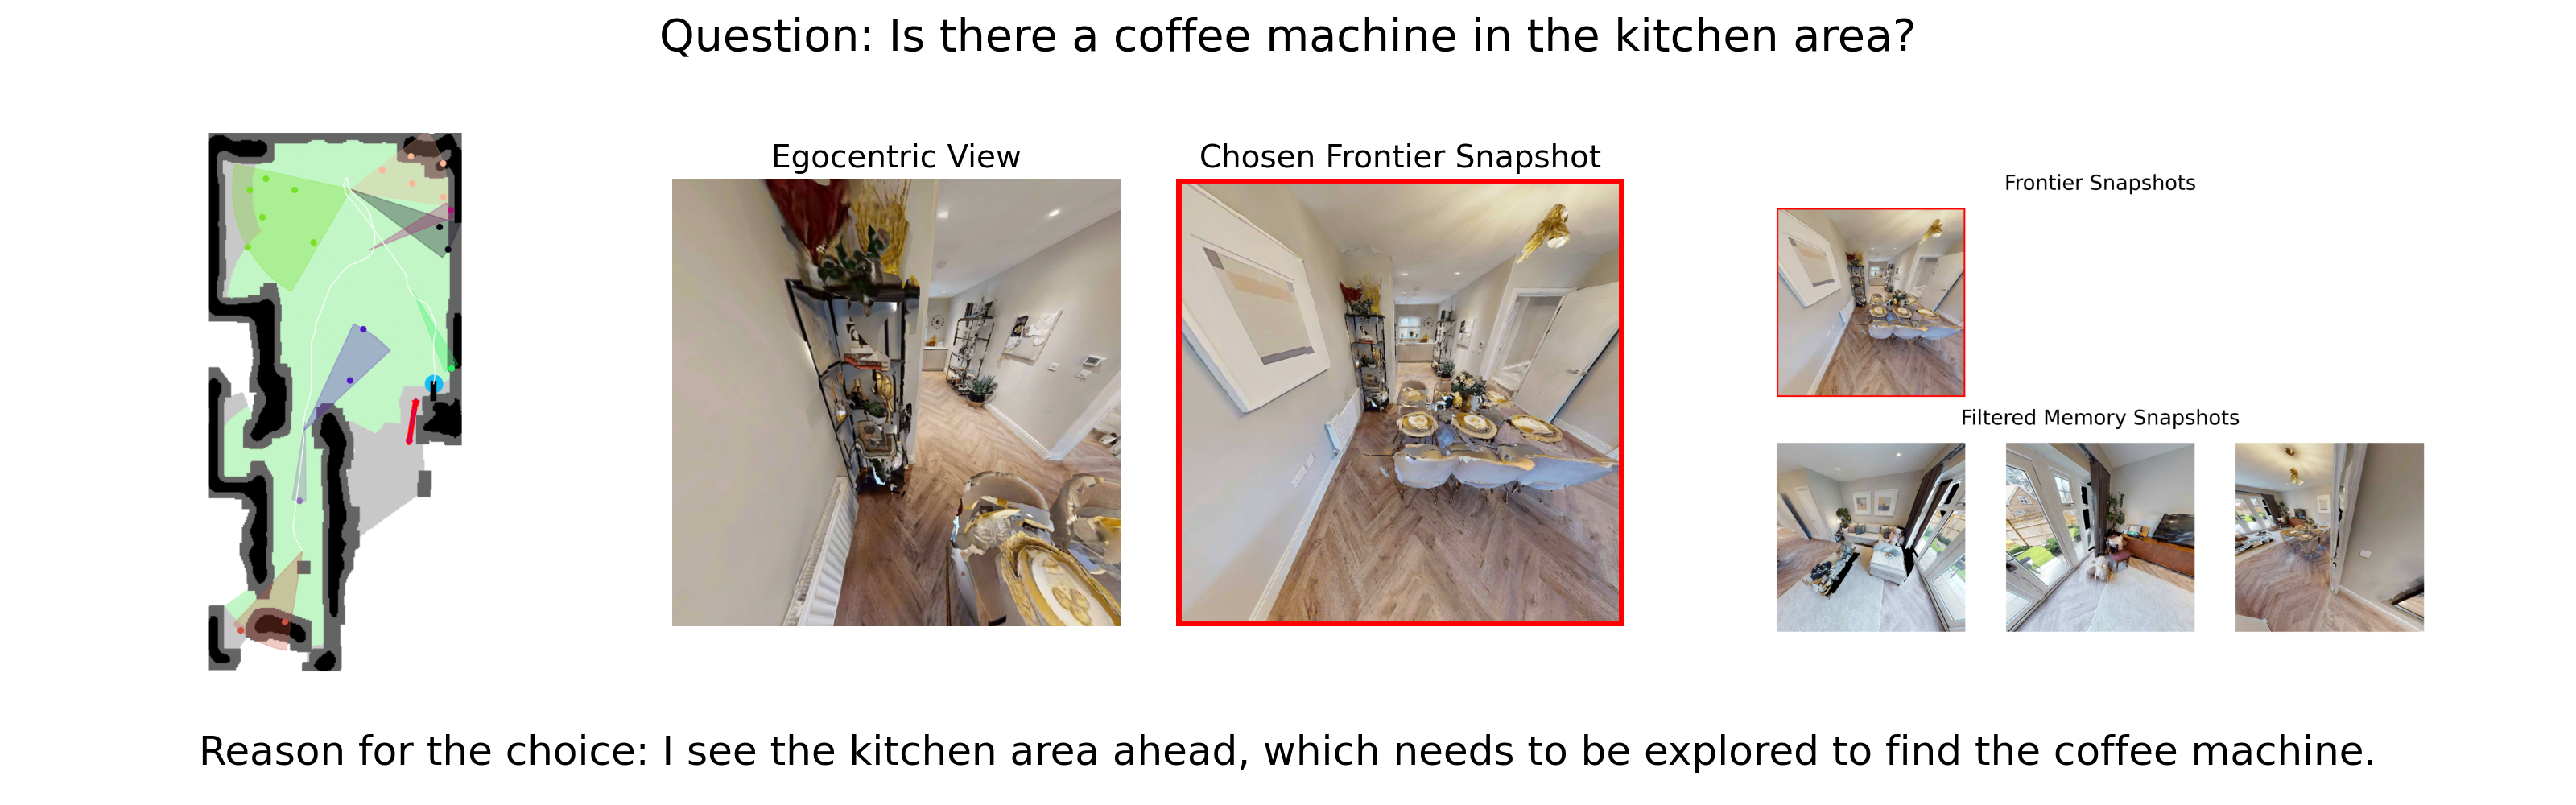 Question: Is there a coffee machine in the kitchen area?
Egocentric View
Chosen Frontier Snapshot
Frontier Snapshots
Filtered Memory Snapshots
Reason for the choice: I see the kitchen area ahead, which needs to be explored to find the coffee machine.